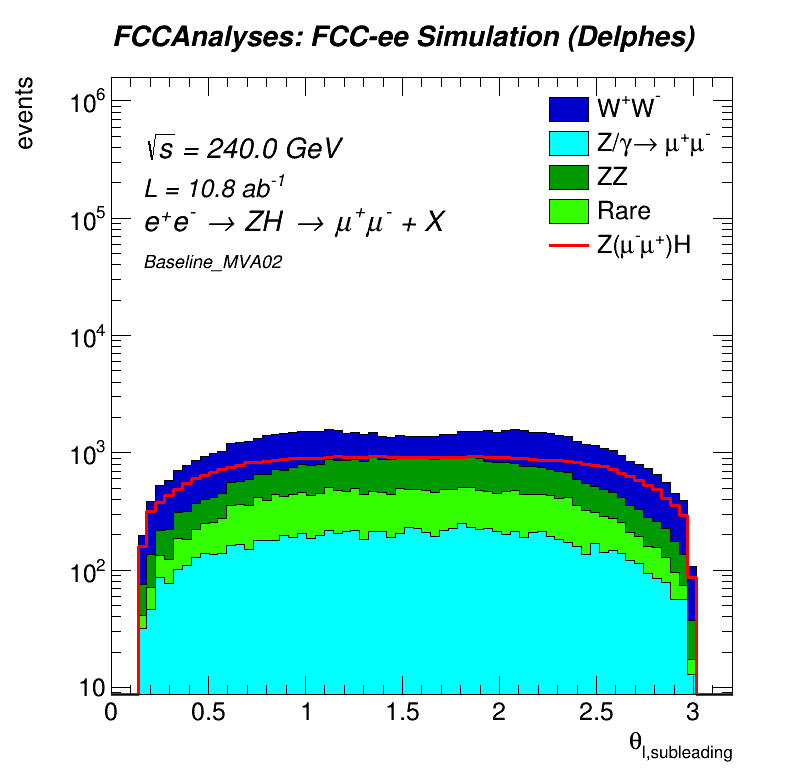 FCCAnalyses: FCC-ee Simulation (Delphes)
events
10⁶
10⁵
10⁴
10³
10²
10
√s = 240.0 GeV
L = 10.8 ab⁻¹
e⁺e⁻ → ZH → μ⁺μ⁻ + X
Baseline_MVA02
W⁺W⁻
Z/γ→ μ⁺μ⁻
ZZ
Rare
Z(μ⁻μ⁺)H
0 0.5 1 1.5 2 2.5 3
θl,subleading